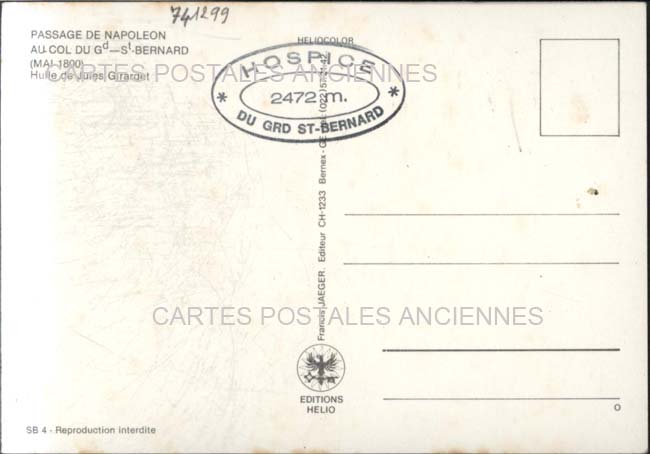 741299
PASSAGE DE NAPOLEON
AU COL DU Gd—St-BERNARD
(MAI 1800)
Huile de Jules Girardet
HELIOCOLOR
HOSPICE
* 2472 m. *
DU GRD ST-BERNARD
CARTES POSTALES ANCIENNES
Francis JAEGER. Editeur CH-1233 Bernex - GE
CARTES POSTALES ANCIENNES
EDITIONS
HELIO
SB 4 - Reproduction interdite
O